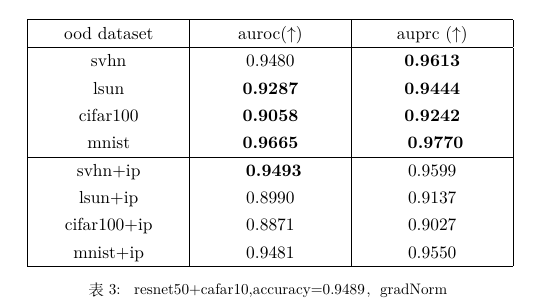 ood dataset auroc(↑) auprc (↑)
svhn 0.9480 0.9613
lsun 0.9287 0.9444
cifar100 0.9058 0.9242
mnist 0.9665 0.9770
svhn+ip 0.9493 0.9599
lsun+ip 0.8990 0.9137
cifar100+ip 0.8871 0.9027
mnist+ip 0.9481 0.9550
表 3: resnet50+cafar10,accuracy=0.9489，gradNorm